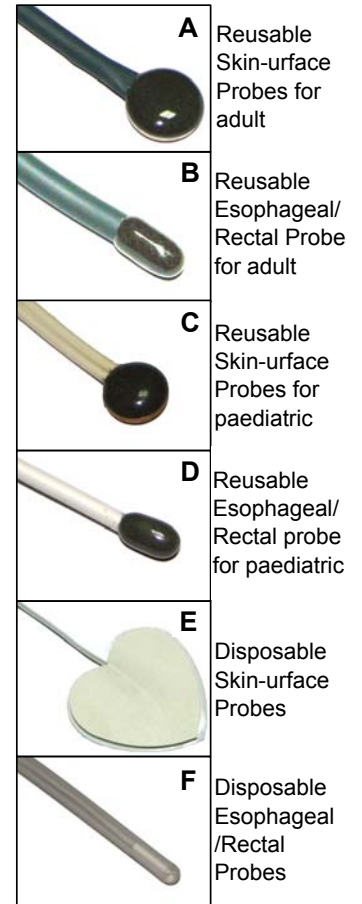 A
Reusable
Skin-urface
Probes for
adult
B
Reusable
Esophageal/
Rectal Probe
for adult
C
Reusable
Skin-urface
Probes for
paediatric
D
Reusable
Esophageal/
Rectal probe
for paediatric
E
Disposable
Skin-urface
Probes
F
Disposable
Esophageal
/Rectal
Probes